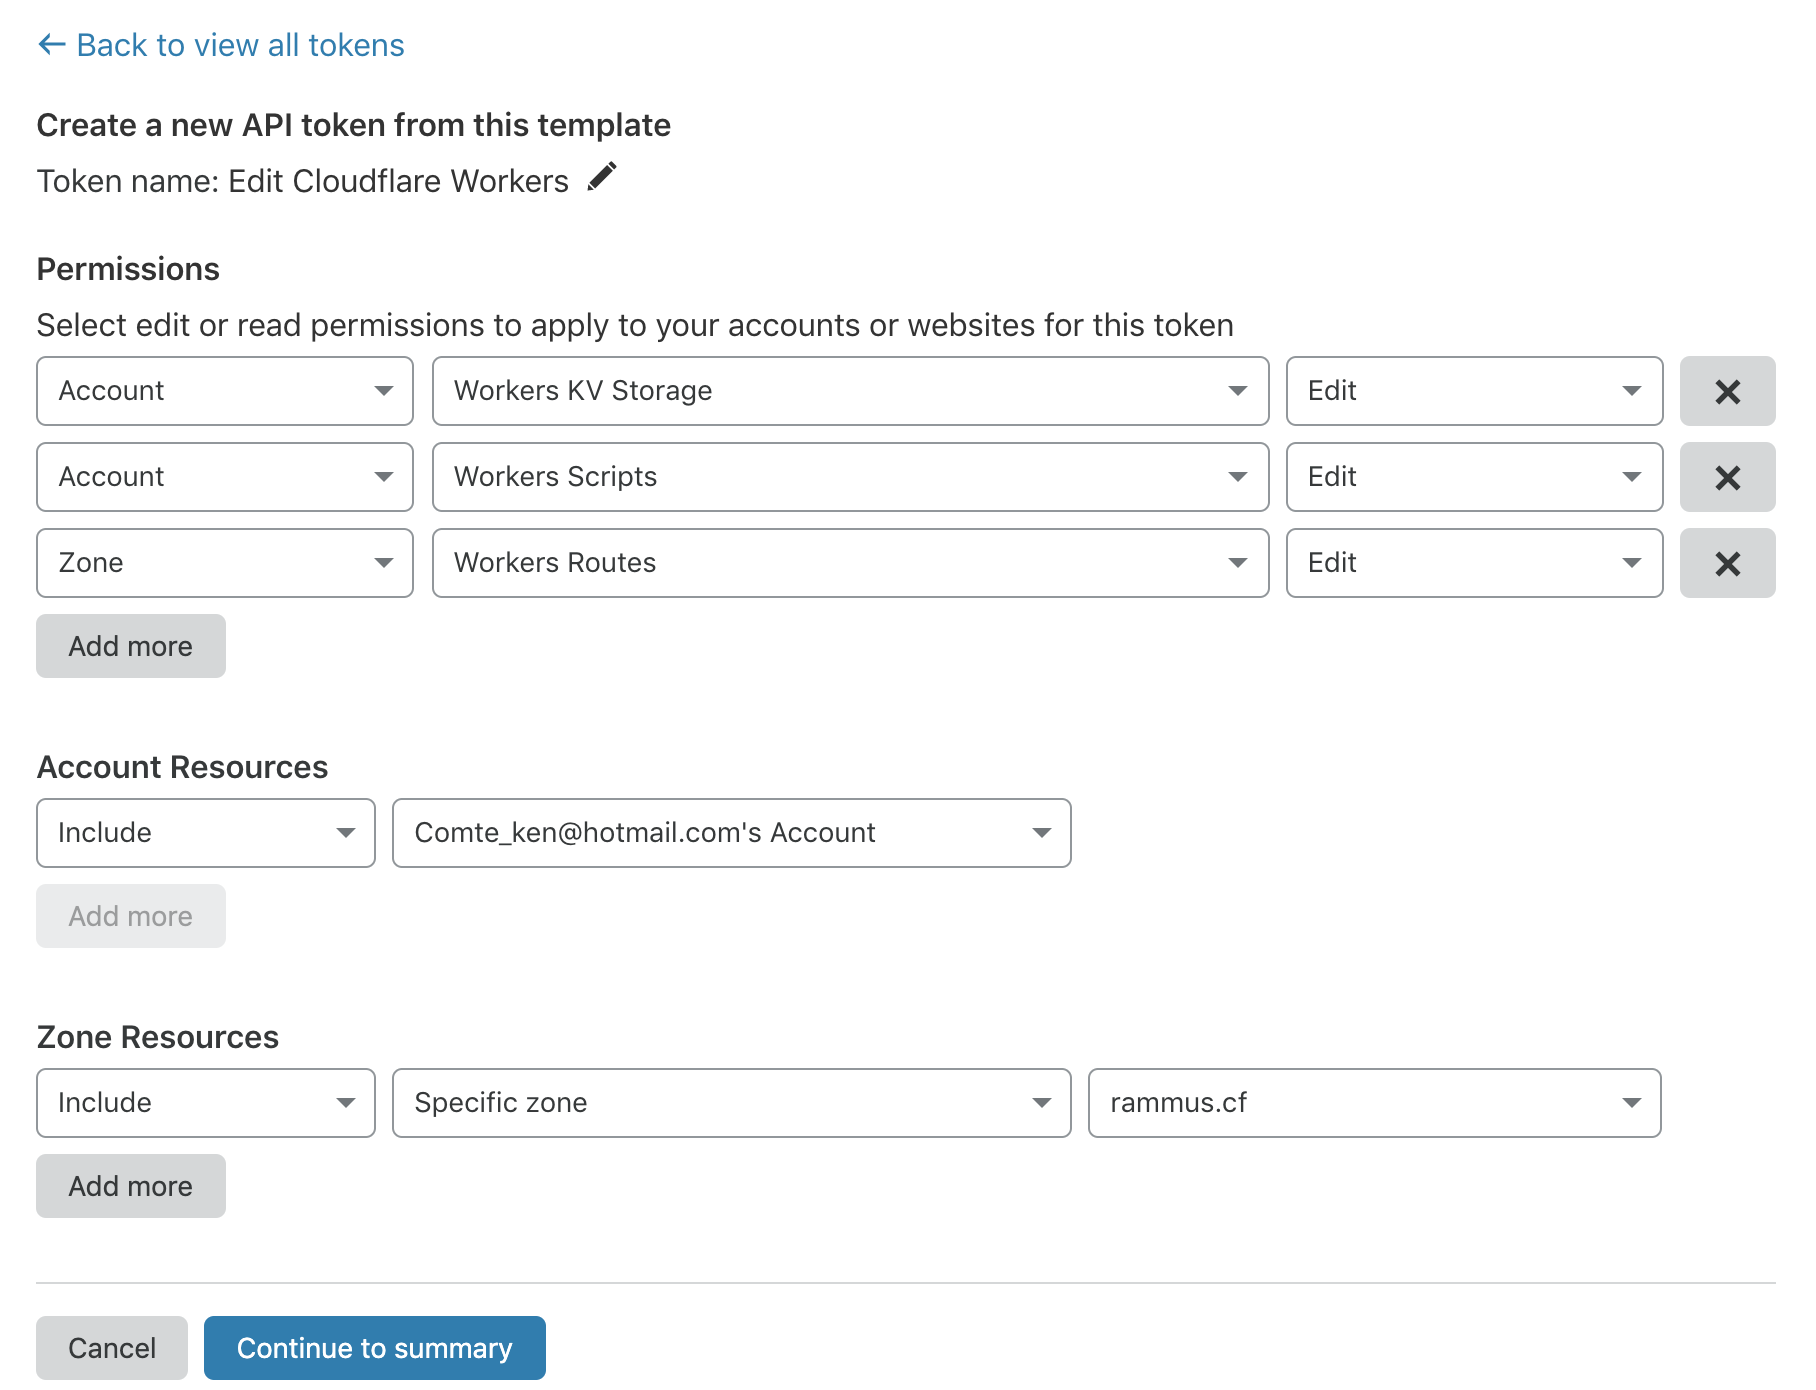 ← Back to view all tokens
Create a new API token from this template
Token name: Edit Cloudflare Workers
Permissions
Select edit or read permissions to apply to your accounts or websites for this token
Account Workers KV Storage Edit
Account Workers Scripts Edit
Zone Workers Routes Edit
Add more
Account Resources
Include Comte_ken@hotmail.com's Account
Add more
Zone Resources
Include Specific zone rammus.cf
Add more
Cancel Continue to summary